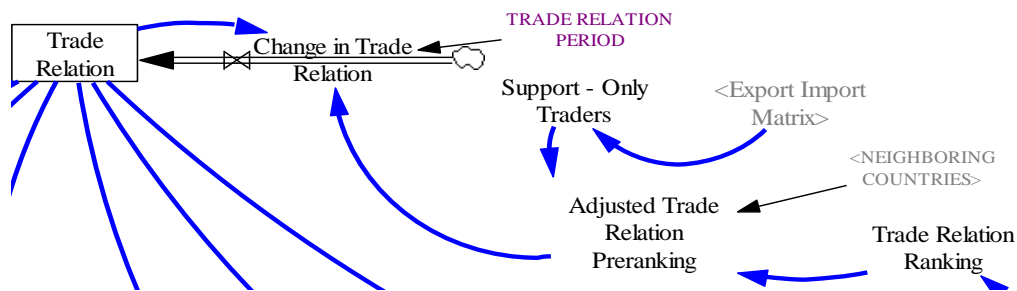 TRADE RELATION
PERIOD
Trade
Relation
Change in Trade
Relation
Support - Only
Traders
<Export Import
Matrix>
<NEIGHBORING
COUNTRIES>
Adjusted Trade
Relation
Preranking
Trade Relation
Ranking